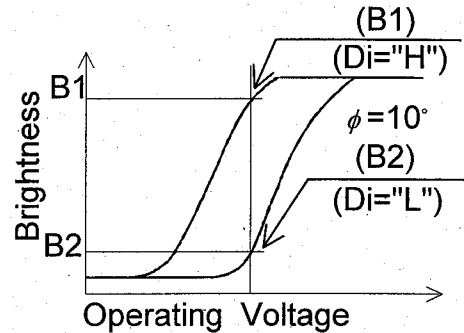 (B1)
(Di="H")
B1
ϕ=10°
(B2)
(Di="L")
B2
Brightness
Operating Voltage